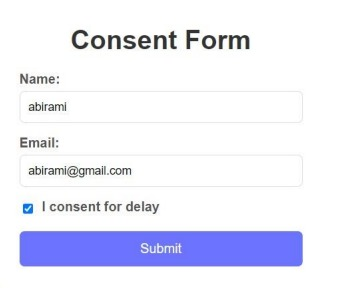 Consent Form
Name:
abirami
Email:
abirami@gmail.com
I consent for delay
Submit